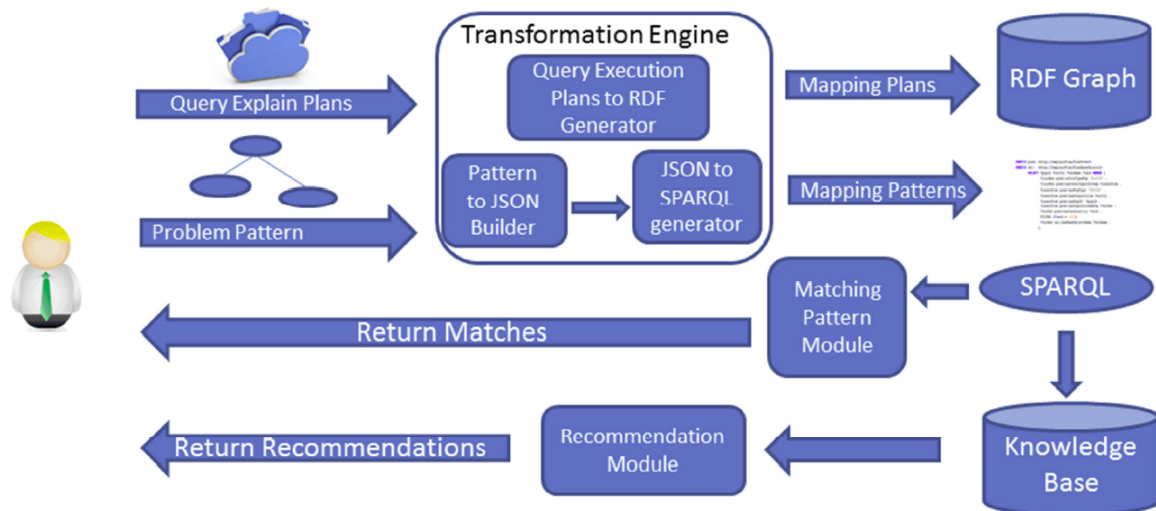 Transformation Engine
Query Explain Plans
Query Execution
Plans to RDF
Generator
Mapping Plans
RDF Graph
Problem Pattern
Pattern
to JSON
Builder
JSON to
SPARQL
generator
Mapping Patterns
SPARQL
Matching
Pattern
Module
Return Matches
Knowledge
Base
Recommendation
Module
Return Recommendations